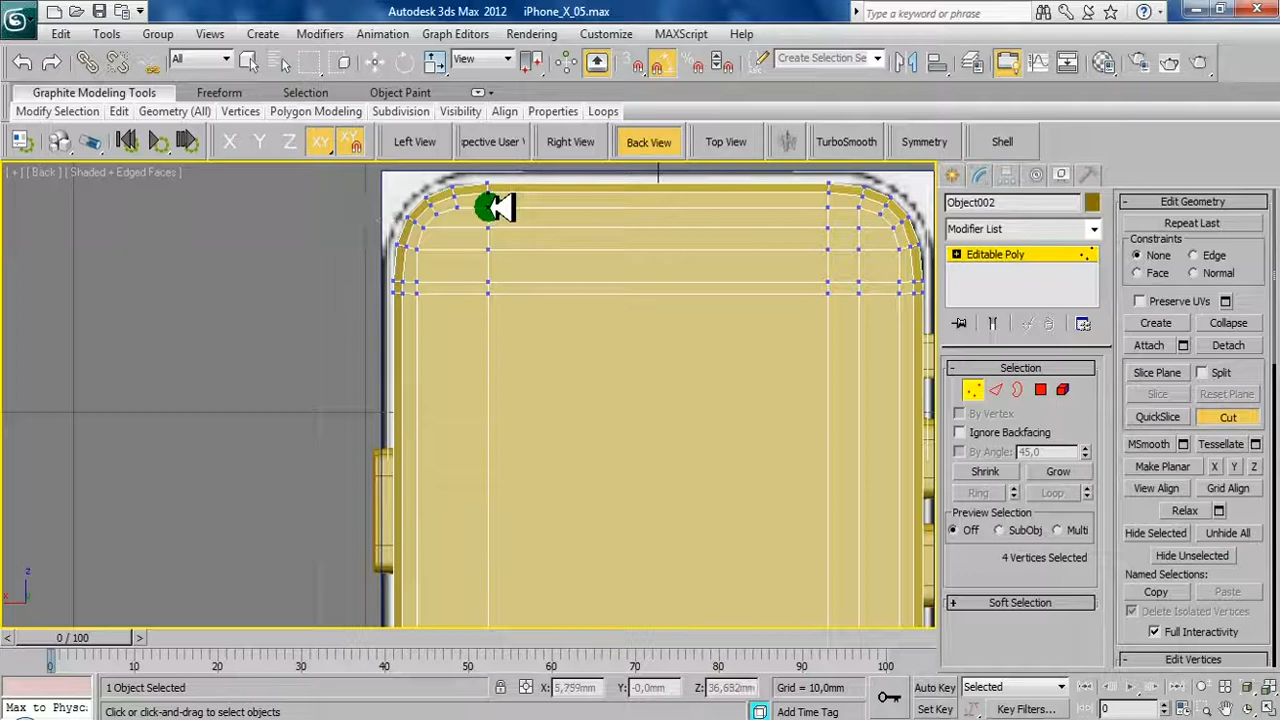 Autodesk 3ds Max 2012 iPhone_X_05.max
Type a keyword or phrase
Edit Tools Group Views Create Modifiers Animation Graph Editors Rendering Customize MAXScript Help
All View Create Selection Se
Graphite Modeling Tools Freeform Selection Object Paint
Modify Selection Edit Geometry (All) Vertices Polygon Modeling Subdivision Visibility Align Properties Loops
X Y Z XY XY Left View pective User Right View Back View Top View TurboSmooth Symmetry Shell
[ + ] [ Back ] [ Shaded + Edged Faces ]
Object002
Modifier List
Editable Poly
Selection
By Vertex
Ignore Backfacing
By Angle: 45,0
Shrink Grow
Ring Loop
Preview Selection
Off SubObj Multi
4 Vertices Selected
Soft Selection
Edit Geometry
Repeat Last
Constraints
None Edge
Face Normal
Preserve UVs
Create Collapse
Attach Detach
Slice Plane Split
Slice Reset Plane
QuickSlice Cut
MSmooth Tessellate
Make Planar X Y Z
View Align Grid Align
Relax
Hide Selected Unhide All
Hide Unselected
Named Selections:
Copy Paste
Delete Isolated Vertices
Full Interactivity
Edit Vertices
z
x
0 / 100
0 10 20 30 40 50 60 70 80 90 100
1 Object Selected X: 5,759mm Y: -0,0mm Z: 36,682mm Grid = 10,0mm Auto Key Selected
Max to Physc Click or click-and-drag to select objects Add Time Tag Set Key Key Filters... 0